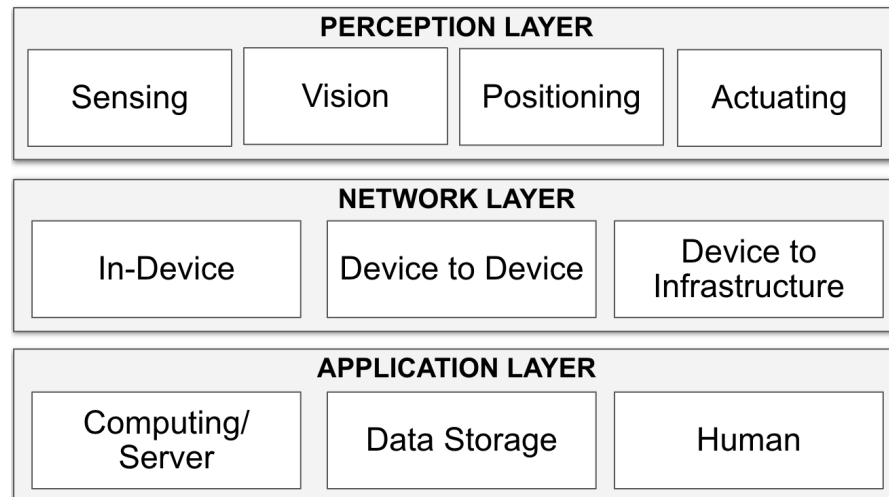 PERCEPTION LAYER
Sensing
Vision
Positioning
Actuating
NETWORK LAYER
In-Device
Device to Device
Device to
Infrastructure
APPLICATION LAYER
Computing/
Server
Data Storage
Human